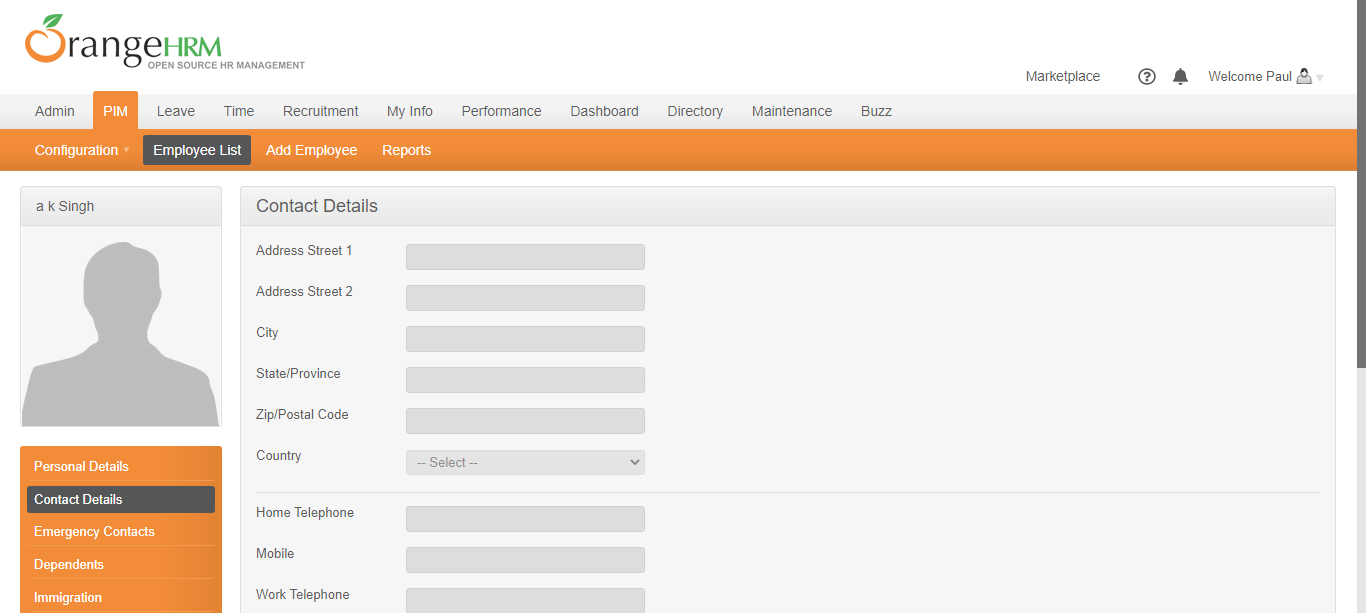 OrangeHRM
OPEN SOURCE HR MANAGEMENT
Marketplace ? Welcome Paul
Admin PIM Leave Time Recruitment My Info Performance Dashboard Directory Maintenance Buzz
Configuration Employee List Add Employee Reports
a k Singh
Contact Details
Address Street 1
Address Street 2
City
State/Province
Zip/Postal Code
Country -- Select --
Home Telephone
Mobile
Work Telephone
Personal Details
Contact Details
Emergency Contacts
Dependents
Immigration